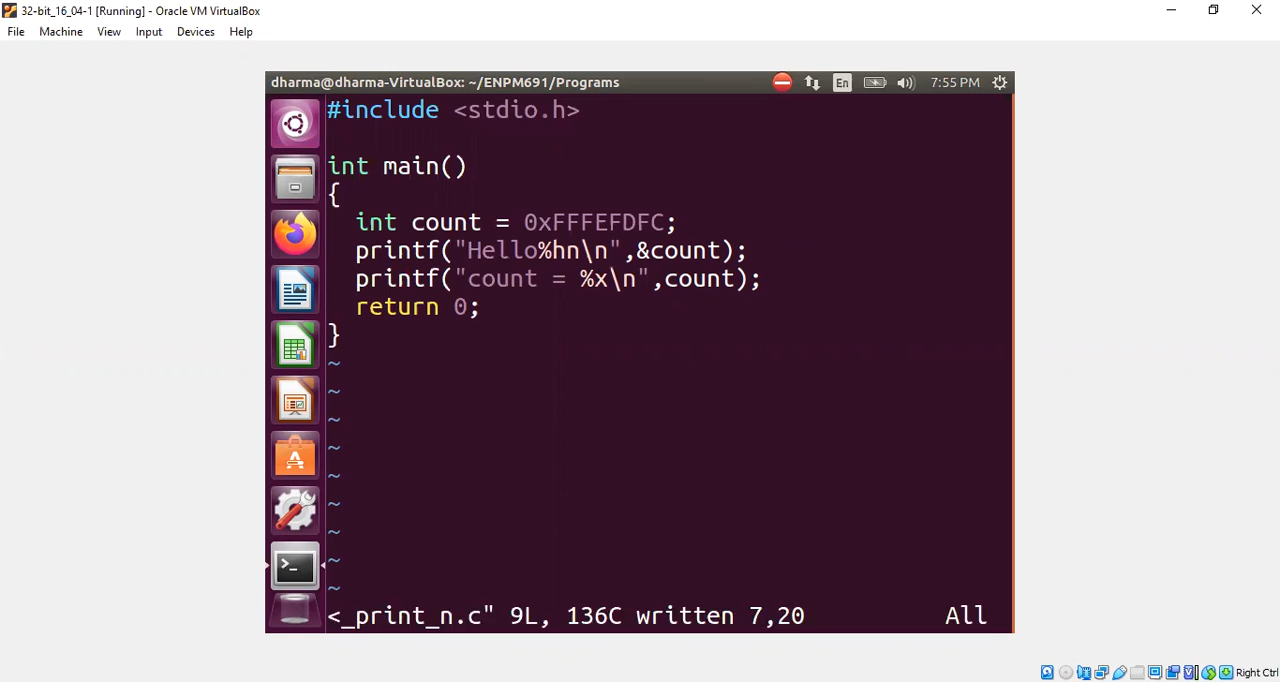 32-bit_16_04-1 [Running] - Oracle VM VirtualBox
File Machine View Input Devices Help
dharma@dharma-VirtualBox: ~/ENPM691/Programs En 7:55 PM
#include <stdio.h>
int main()
{
  int count = 0xFFFEFDFC;
  printf("Hello%hn\n",&count);
  printf("count = %x\n",count);
  return 0;
}
~
~
~
~
~
~
~
~
~
<_print_n.c" 9L, 136C written 7,20 All
Right Ctrl